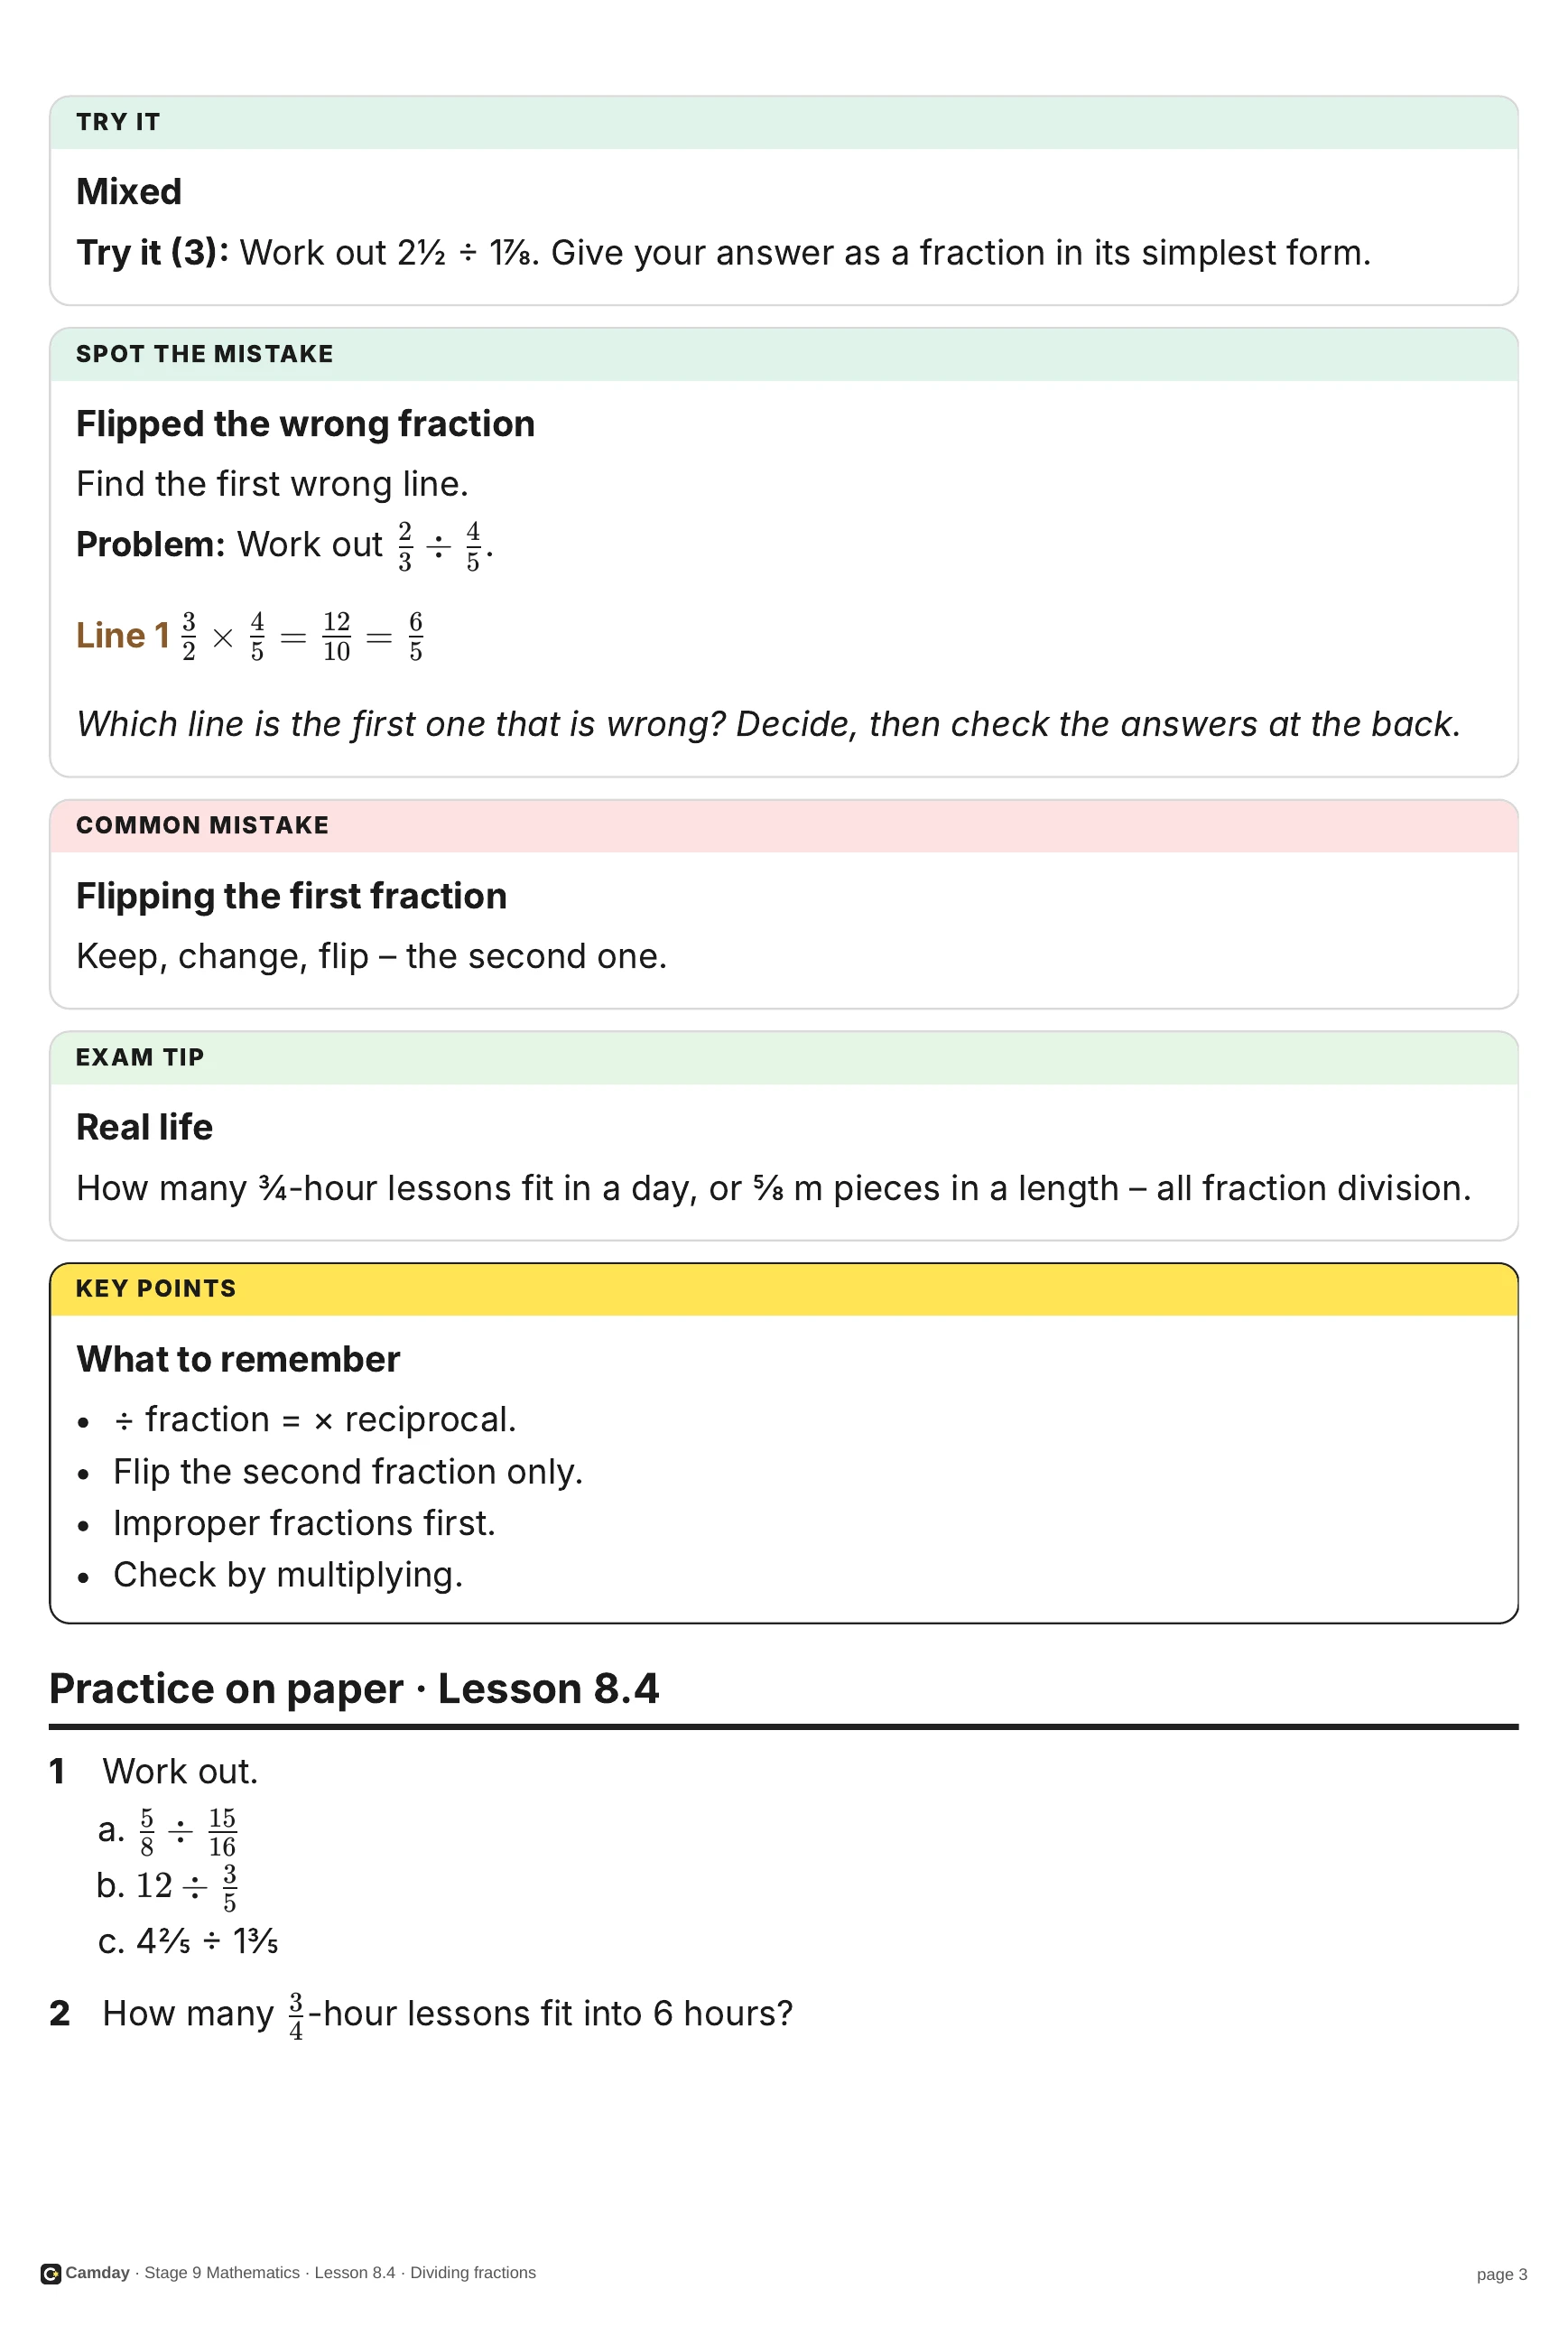 TRY IT
Mixed
Try it (3): Work out 2½ ÷ 1⅞. Give your answer as a fraction in its simplest form.
SPOT THE MISTAKE
Flipped the wrong fraction
Find the first wrong line.
Problem: Work out 2/3 ÷ 4/5.
Line 1 3/2 × 4/5 = 12/10 = 6/5
Which line is the first one that is wrong? Decide, then check the answers at the back.
COMMON MISTAKE
Flipping the first fraction
Keep, change, flip – the second one.
EXAM TIP
Real life
How many ¾-hour lessons fit in a day, or ⅝ m pieces in a length – all fraction division.
KEY POINTS
What to remember
• ÷ fraction = × reciprocal.
• Flip the second fraction only.
• Improper fractions first.
• Check by multiplying.
Practice on paper · Lesson 8.4
1 Work out.
a. 5/8 ÷ 15/16
b. 12 ÷ 3/5
c. 4⅖ ÷ 1⅗
2 How many 3/4-hour lessons fit into 6 hours?
Camday · Stage 9 Mathematics · Lesson 8.4 · Dividing fractions
page 3